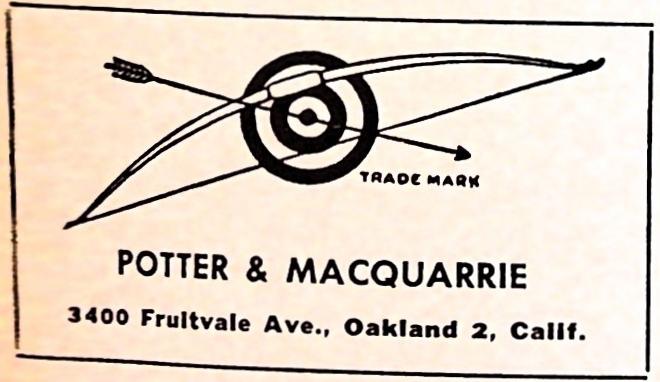 TRADE MARK
POTTER & MACQUARRIE
3400 Fruitvale Ave., Oakland 2, Calif.